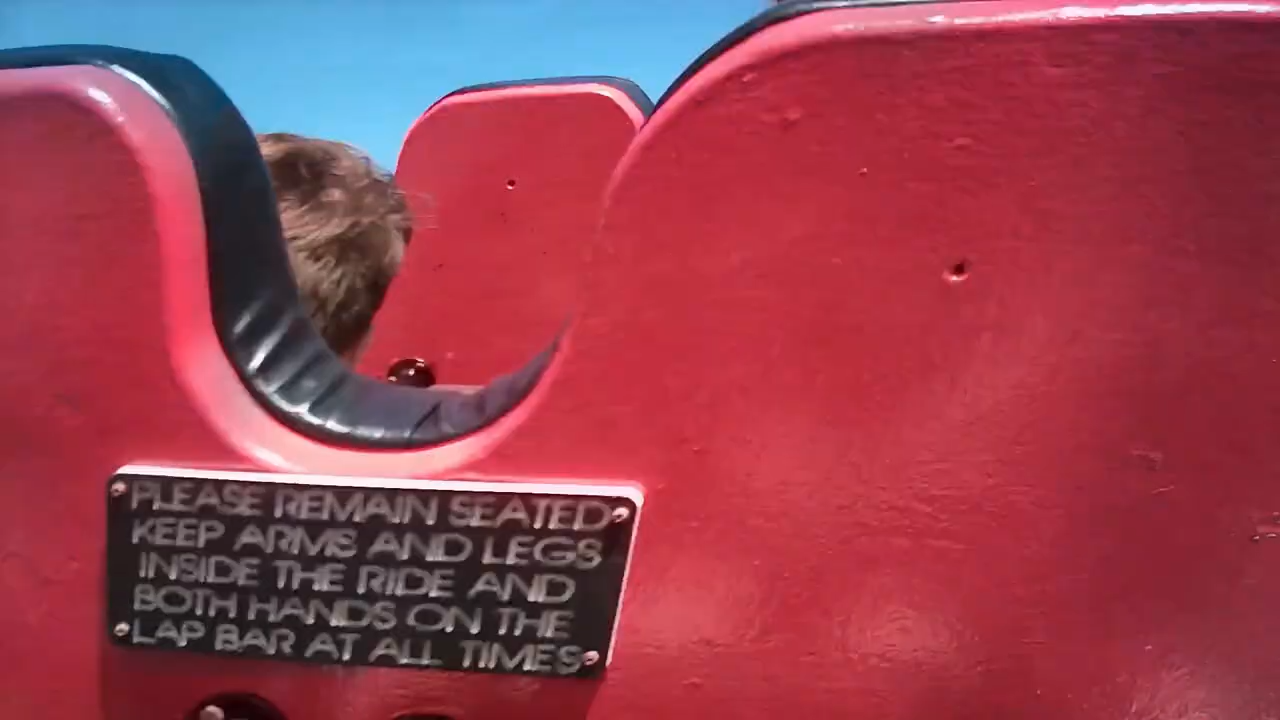 PLEASE REMAIN SEATED
KEEP ARMS AND LEGS
INSIDE THE RIDE AND
BOTH HANDS ON THE
LAP BAR AT ALL TIMES